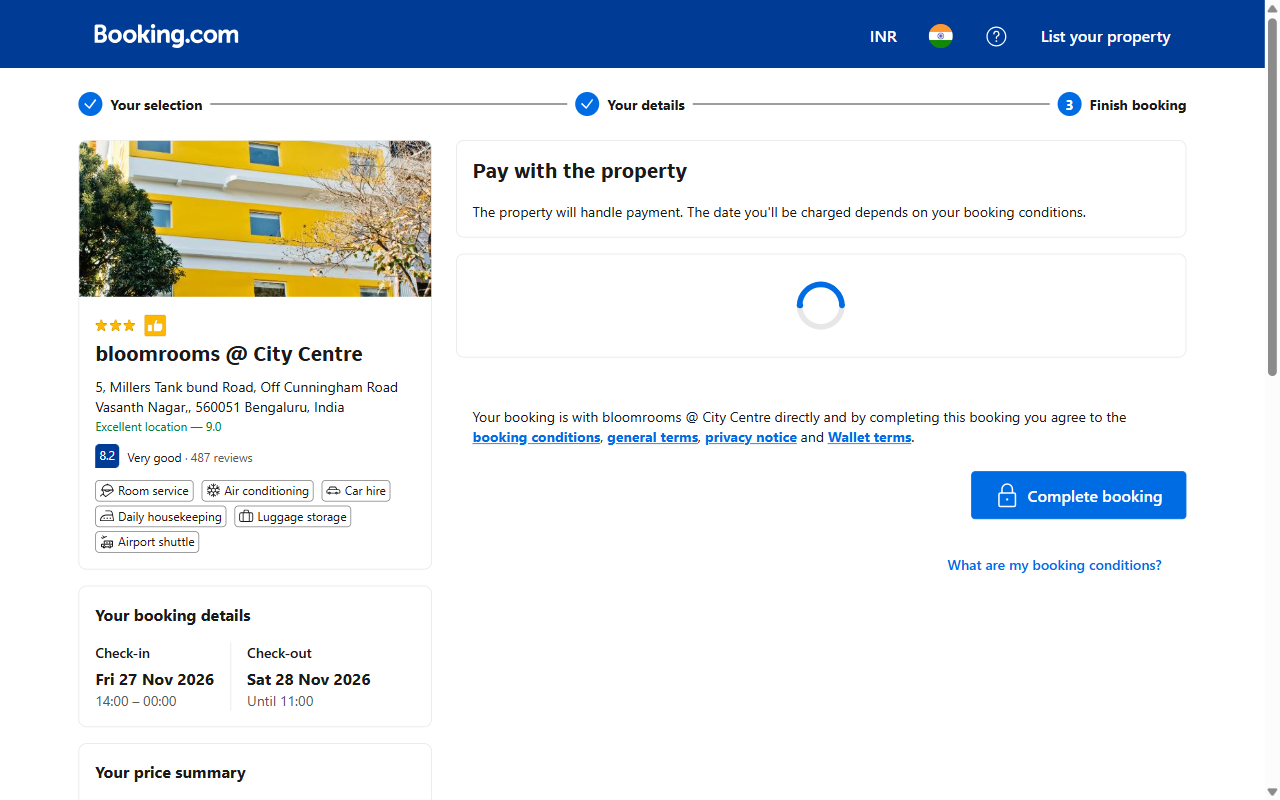 Booking.com
INR
List your property
Your selection
Your details
3 Finish booking
bloomrooms @ City Centre
5, Millers Tank bund Road, Off Cunningham Road
Vasanth Nagar,, 560051 Bengaluru, India
Excellent location — 9.0
8.2 Very good · 487 reviews
Room service
Air conditioning
Car hire
Daily housekeeping
Luggage storage
Airport shuttle
Your booking details
Check-in
Fri 27 Nov 2026
14:00 – 00:00
Check-out
Sat 28 Nov 2026
Until 11:00
Your price summary
Pay with the property
The property will handle payment. The date you'll be charged depends on your booking conditions.
Your booking is with bloomrooms @ City Centre directly and by completing this booking you agree to the
booking conditions, general terms, privacy notice and Wallet terms.
Complete booking
What are my booking conditions?